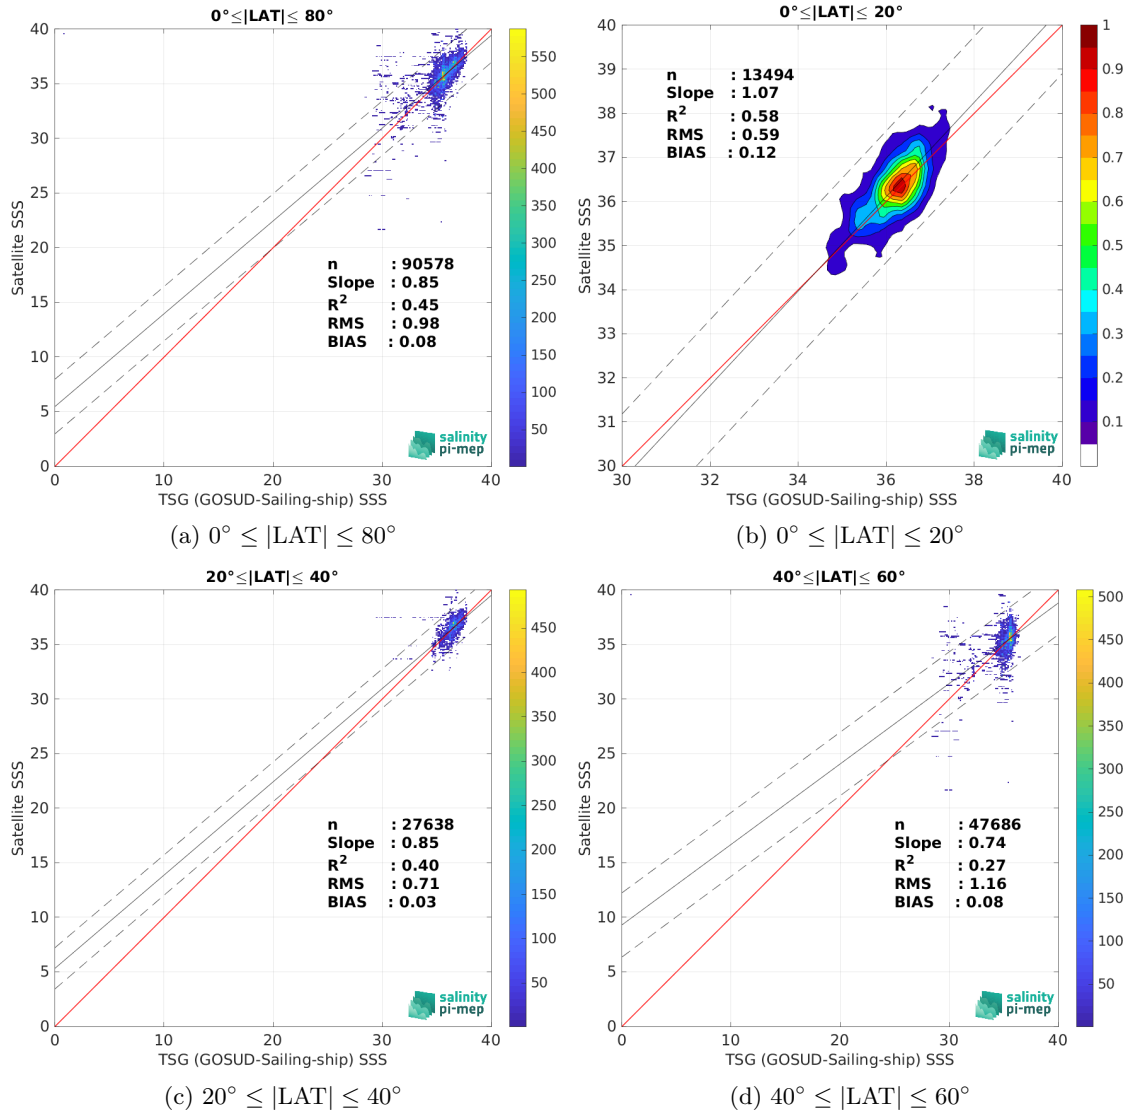 0°≤|LAT|≤ 80°
40
35
30
25
20
15
10
5
0
Satellite SSS
n : 90578
Slope : 0.85
R² : 0.45
RMS : 0.98
BIAS : 0.08
salinity
pi-mep
0 10 20 30 40
TSG (GOSUD-Sailing-ship) SSS
550
500
450
400
350
300
250
200
150
100
50
(a) 0° ≤ |LAT| ≤ 80°
0°≤|LAT|≤ 20°
40
39
38
37
36
35
34
33
32
31
30
Satellite SSS
n : 13494
Slope : 1.07
R² : 0.58
RMS : 0.59
BIAS : 0.12
salinity
pi-mep
30 32 34 36 38 40
TSG (GOSUD-Sailing-ship) SSS
1
0.9
0.8
0.7
0.6
0.5
0.4
0.3
0.2
0.1
(b) 0° ≤ |LAT| ≤ 20°
20°≤|LAT|≤ 40°
40
35
30
25
20
15
10
5
0
Satellite SSS
n : 27638
Slope : 0.85
R² : 0.40
RMS : 0.71
BIAS : 0.03
salinity
pi-mep
0 10 20 30 40
TSG (GOSUD-Sailing-ship) SSS
450
400
350
300
250
200
150
100
50
(c) 20° ≤ |LAT| ≤ 40°
40°≤|LAT|≤ 60°
40
35
30
25
20
15
10
5
0
Satellite SSS
n : 47686
Slope : 0.74
R² : 0.27
RMS : 1.16
BIAS : 0.08
salinity
pi-mep
0 20 40
TSG (GOSUD-Sailing-ship) SSS
500
450
400
350
300
250
200
150
100
50
(d) 40° ≤ |LAT| ≤ 60°